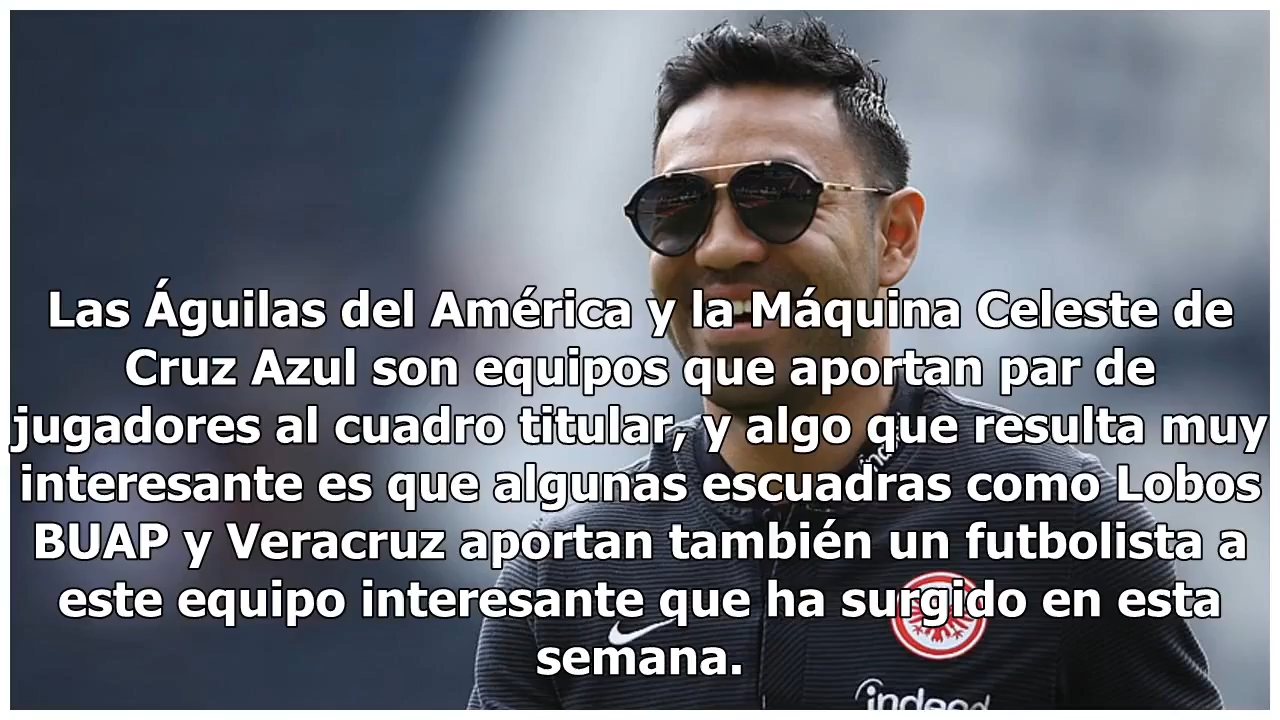 Las Águilas del América y la Máquina Celeste de
Cruz Azul son equipos que aportan par de
jugadores al cuadro titular, y algo que resulta muy
interesante es que algunas escuadras como Lobos
BUAP y Veracruz aportan también un futbolista a
este equipo interesante que ha surgido en esta
semana.
indeed